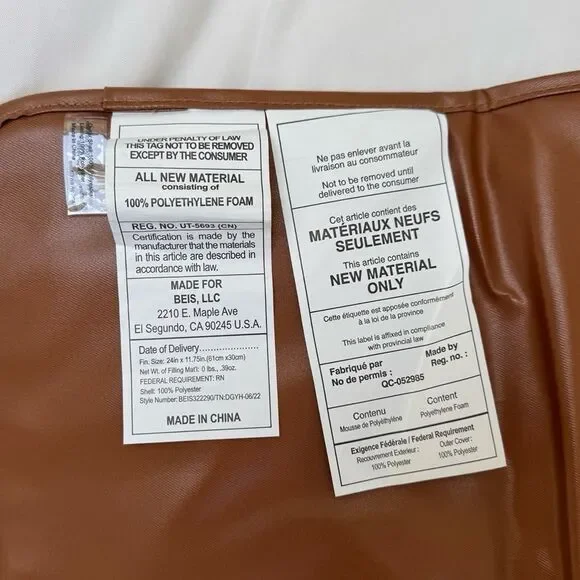 UNDER PENALTY OF LAW
THIS TAG NOT TO BE REMOVED
EXCEPT BY THE CONSUMER
ALL NEW MATERIAL
consisting of
100% POLYETHYLENE FOAM
REG. NO. UT-5693 (CN)
Certification is made by the
manufacturer that the materials
in this article are described in
accordance with law.
MADE FOR
BEIS, LLC
2210 E. Maple Ave
El Segundo, CA 90245 U.S.A.
Date of Delivery......................
Fin. Size: 24in x 11.75in.(61cm x30cm)
Net Wt. of Filling Mat'l: 0 lbs., .39oz.
FEDERAL REQUIREMENT: RN
Shell: 100% Polyester
Style Number: BEIS322290/TN:DGYH-06/22
MADE IN CHINA
Ne pas enlever avant la
livraison au consommateur
Not to be removed until
delivered to the consumer
Cet article contient des
MATÉRIAUX NEUFS
SEULEMENT
This article contains
NEW MATERIAL
ONLY
Cette étiquette est apposée conformément
à la loi de la province
This label is affixed in compliance
with provincial law
Fabriqué par Made by
No de permis : Reg. no. :
QC-052985
Contenu Content
Mousse de Polyéthylène Polyethylene Foam
Exigence Fédérale / Federal Requirement
Recouvrement Exterieur : Outer Cover :
100% Polyester 100% Polyester